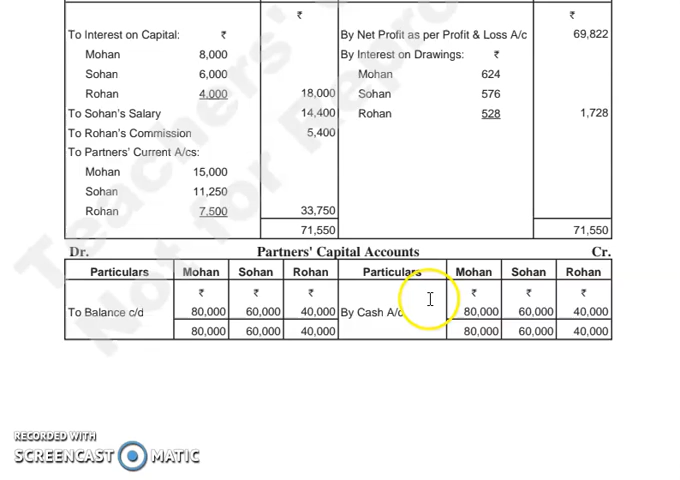 ₹ ₹
To Interest on Capital: ₹ By Net Profit as per Profit & Loss A/c 69,822
Mohan 8,000 By Interest on Drawings: ₹
Sohan 6,000 Mohan 624
Rohan 4,000 18,000 Sohan 576
To Sohan's Salary 14,400 Rohan 528 1,728
To Rohan's Commission 5,400
To Partners' Current A/cs:
Mohan 15,000
Sohan 11,250
Rohan 7,500 33,750
71,550 71,550
Dr. Partners' Capital Accounts Cr.
Particulars Mohan Sohan Rohan Particulars Mohan Sohan Rohan
₹ ₹ ₹ ₹ ₹ ₹
To Balance c/d 80,000 60,000 40,000 By Cash A/c 80,000 60,000 40,000
80,000 60,000 40,000 80,000 60,000 40,000
Teachers'
Not for Re
RECORDED WITH
SCREENCAST MATIC